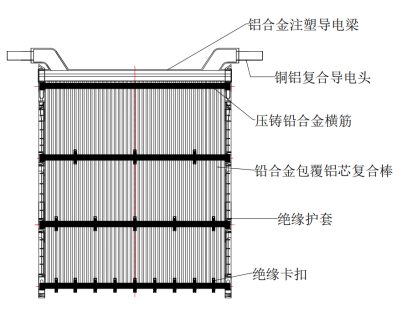 铝合金注塑导电梁
铜铝复合导电头
压铸铅合金横筋
铅合金包覆铝芯复合棒
绝缘护套
绝缘卡扣